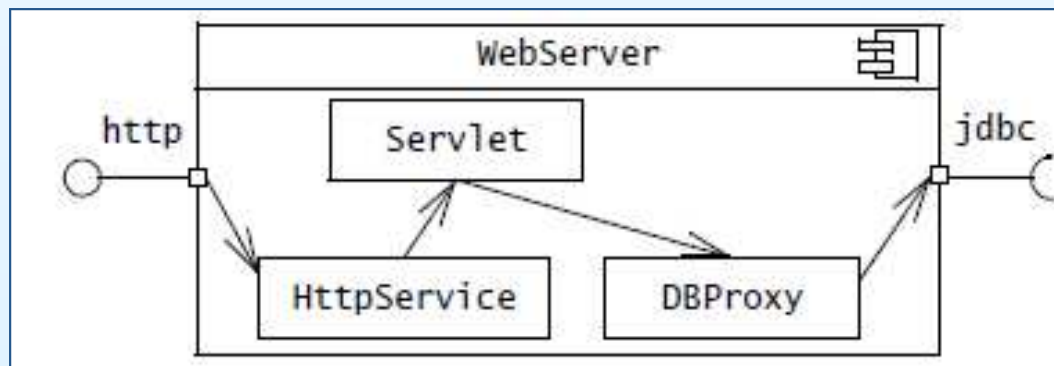 WebServer
http
Servlet
jdbc
HttpService
DBProxy